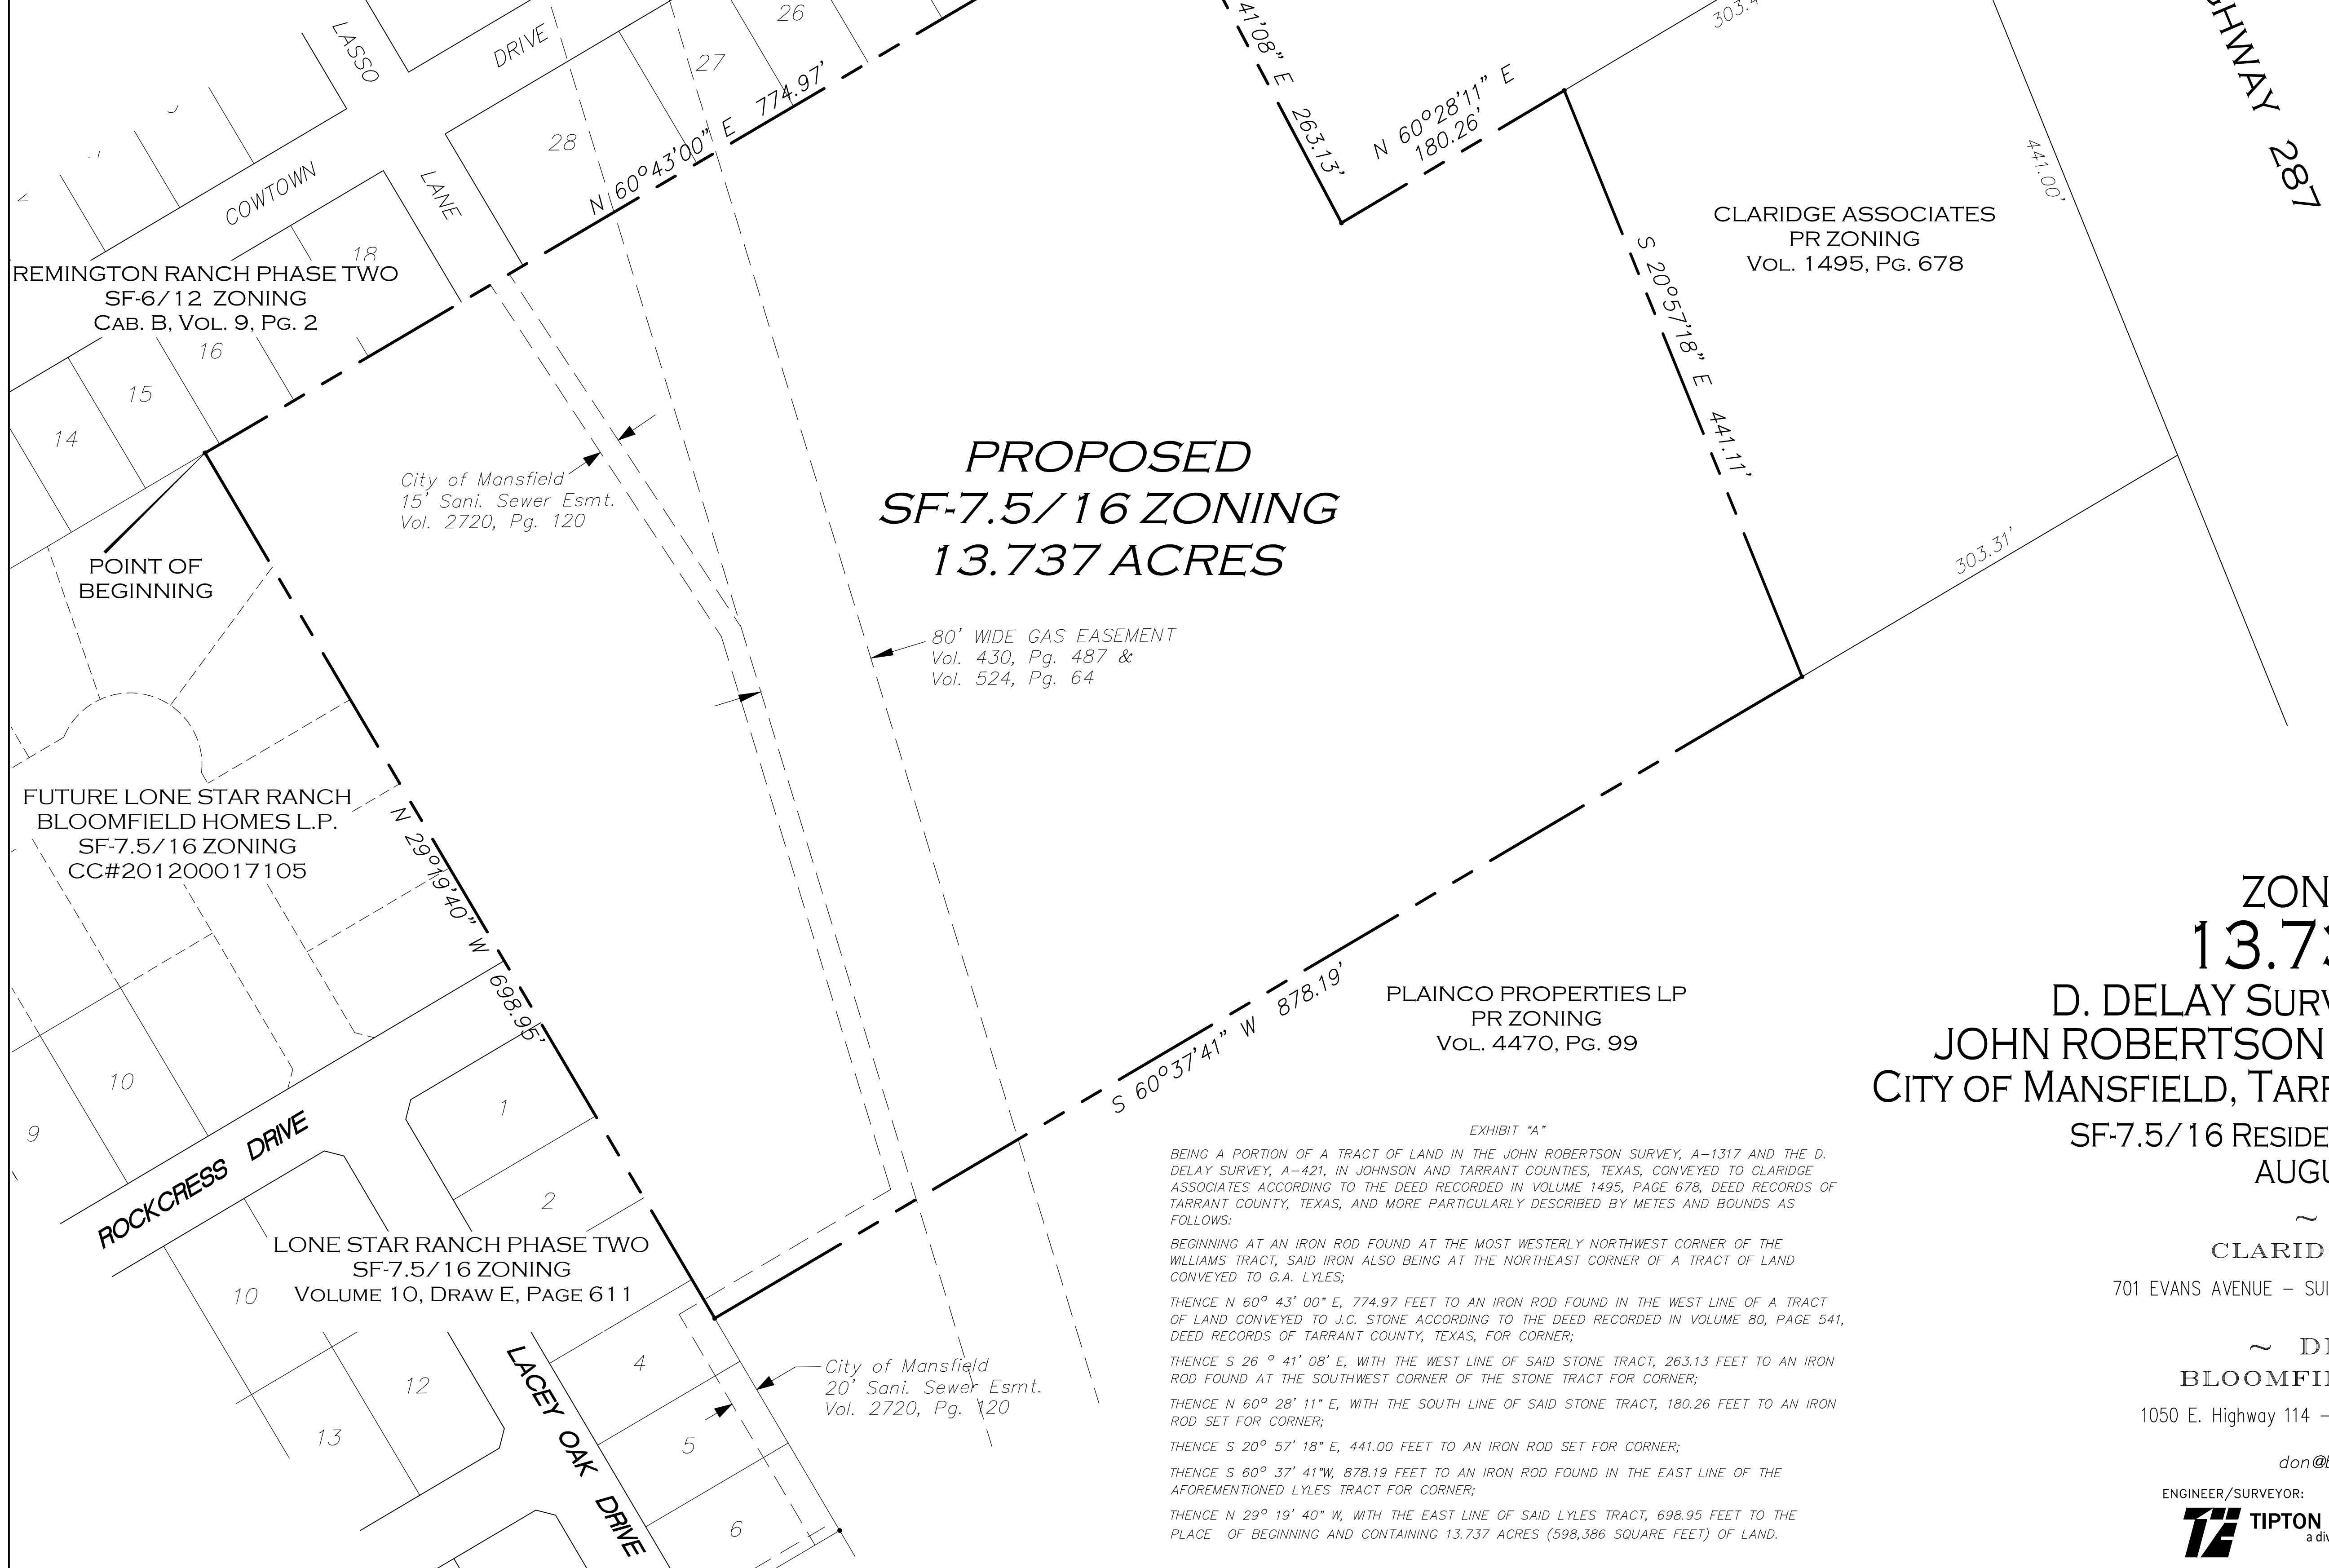 LASSO
DRIVE
26
27
28
N 60°43'00" E 774.97'
41'08" E 263.13'
N 60°28'11" E
180.26'
441.00'
287
COWTOWN
LANE
18
REMINGTON RANCH PHASE TWO
SF-6/12 ZONING
CAB. B, VOL. 9, PG. 2
16
15
14
CLARIDGE ASSOCIATES
PR ZONING
VOL. 1495, PG. 678
S 20°57'18" E 441.11'
POINT OF
BEGINNING
City of Mansfield
15' Sani. Sewer Esmt.
Vol. 2720, Pg. 120
PROPOSED
SF-7.5/16 ZONING
13.737 ACRES
303.31'
80' WIDE GAS EASEMENT
Vol. 430, Pg. 487 &
Vol. 524, Pg. 64
FUTURE LONE STAR RANCH
BLOOMFIELD HOMES L.P.
SF-7.5/16 ZONING
CC#201200017105
N 29°19'40" W 698.95'
PLAINCO PROPERTIES LP
PR ZONING
VOL. 4470, PG. 99
S 60°37'41" W 878.19'
10
9
1
2
ROCKCRESS DRIVE
LONE STAR RANCH PHASE TWO
SF-7.5/16 ZONING
VOLUME 10, DRAW E, PAGE 611
10
12
13
4
5
6
LACEY OAK DRIVE
City of Mansfield
20' Sani. Sewer Esmt.
Vol. 2720, Pg. 120
EXHIBIT "A"
BEING A PORTION OF A TRACT OF LAND IN THE JOHN ROBERTSON SURVEY, A-1317 AND THE D.
DELAY SURVEY, A-421, IN JOHNSON AND TARRANT COUNTIES, TEXAS, CONVEYED TO CLARIDGE
ASSOCIATES ACCORDING TO THE DEED RECORDED IN VOLUME 1495, PAGE 678, DEED RECORDS OF
TARRANT COUNTY, TEXAS, AND MORE PARTICULARLY DESCRIBED BY METES AND BOUNDS AS
FOLLOWS:
BEGINNING AT AN IRON ROD FOUND AT THE MOST WESTERLY NORTHWEST CORNER OF THE
WILLIAMS TRACT, SAID IRON ALSO BEING AT THE NORTHEAST CORNER OF A TRACT OF LAND
CONVEYED TO G.A. LYLES;
THENCE N 60° 43' 00" E, 774.97 FEET TO AN IRON ROD FOUND IN THE WEST LINE OF A TRACT
OF LAND CONVEYED TO J.C. STONE ACCORDING TO THE DEED RECORDED IN VOLUME 80, PAGE 541,
DEED RECORDS OF TARRANT COUNTY, TEXAS, FOR CORNER;
THENCE S 26 ° 41' 08' E, WITH THE WEST LINE OF SAID STONE TRACT, 263.13 FEET TO AN IRON
ROD FOUND AT THE SOUTHWEST CORNER OF THE STONE TRACT FOR CORNER;
THENCE N 60° 28' 11" E, WITH THE SOUTH LINE OF SAID STONE TRACT, 180.26 FEET TO AN IRON
ROD SET FOR CORNER;
THENCE S 20° 57' 18" E, 441.00 FEET TO AN IRON ROD SET FOR CORNER;
THENCE S 60° 37' 41"W, 878.19 FEET TO AN IRON ROD FOUND IN THE EAST LINE OF THE
AFOREMENTIONED LYLES TRACT FOR CORNER;
THENCE N 29° 19' 40" W, WITH THE EAST LINE OF SAID LYLES TRACT, 698.95 FEET TO THE
PLACE OF BEGINNING AND CONTAINING 13.737 ACRES (598,386 SQUARE FEET) OF LAND.
ZON
13.73
D. DELAY SURV
JOHN ROBERTSON
CITY OF MANSFIELD, TARR
SF-7.5/16 RESIDE
AUGU
~
CLARID
701 EVANS AVENUE – SUI
~ D
BLOOMFI
1050 E. Highway 114 –
don@
ENGINEER/SURVEYOR:
TIPTON
a di